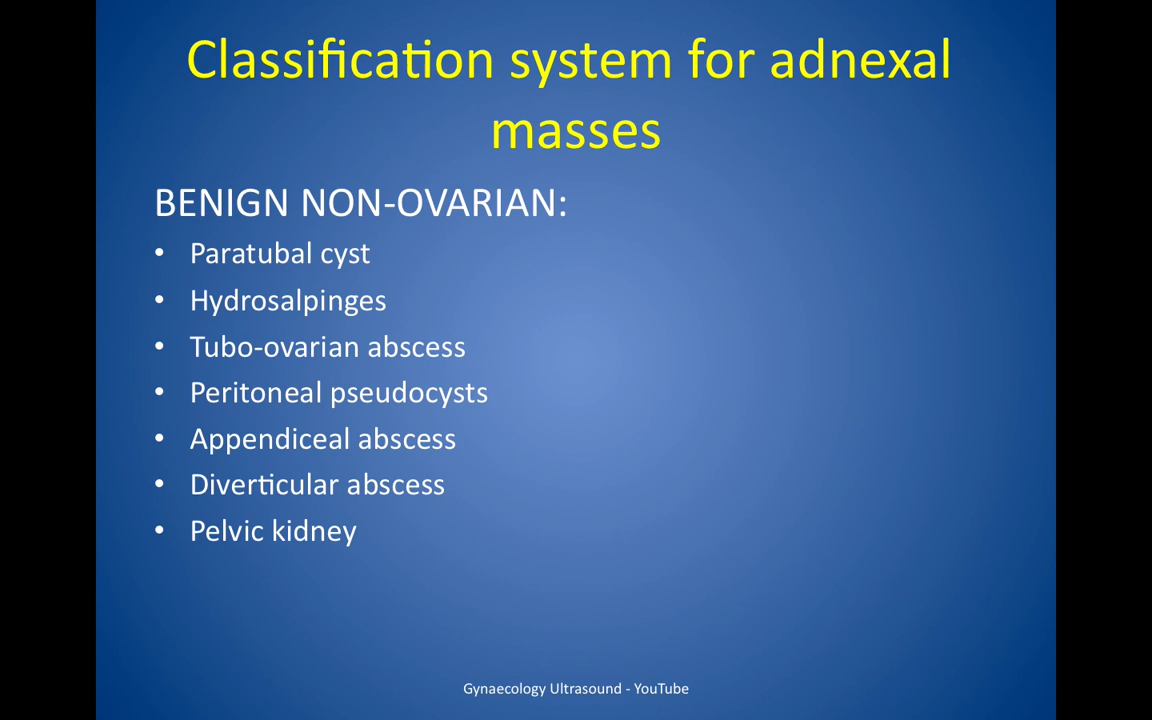 Classification system for adnexal
masses
BENIGN NON-OVARIAN:
• Paratubal cyst
• Hydrosalpinges
• Tubo-ovarian abscess
• Peritoneal pseudocysts
• Appendiceal abscess
• Diverticular abscess
• Pelvic kidney
Gynaecology Ultrasound - YouTube